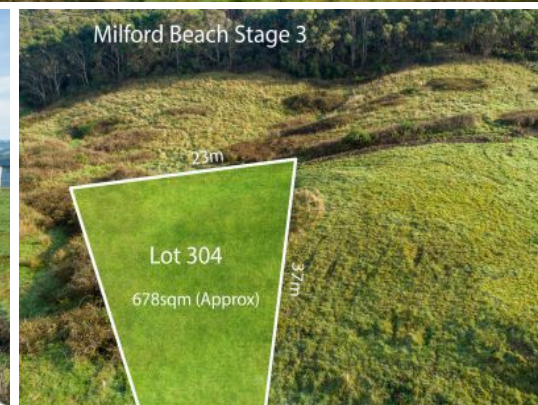 Milford Beach Stage 3
23m
Lot 304
37m
678sqm (Approx)